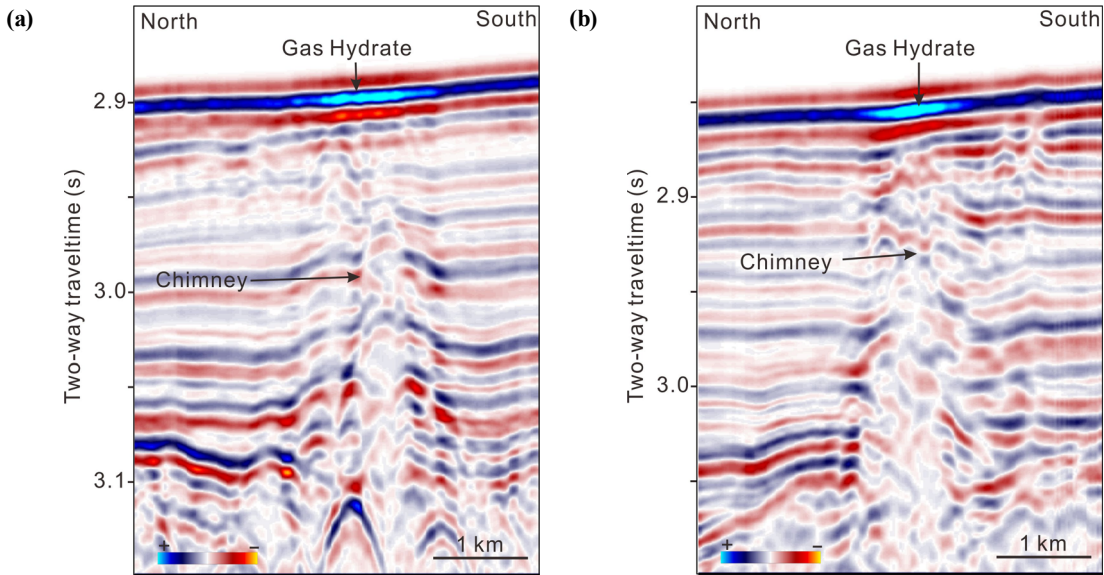 (a)
North
South
Gas Hydrate
Two-way traveltime (s)
2.9
3.0
3.1
Chimney
+
−
1 km
(b)
North
South
Gas Hydrate
Two-way traveltime (s)
2.9
3.0
Chimney
+
−
1 km